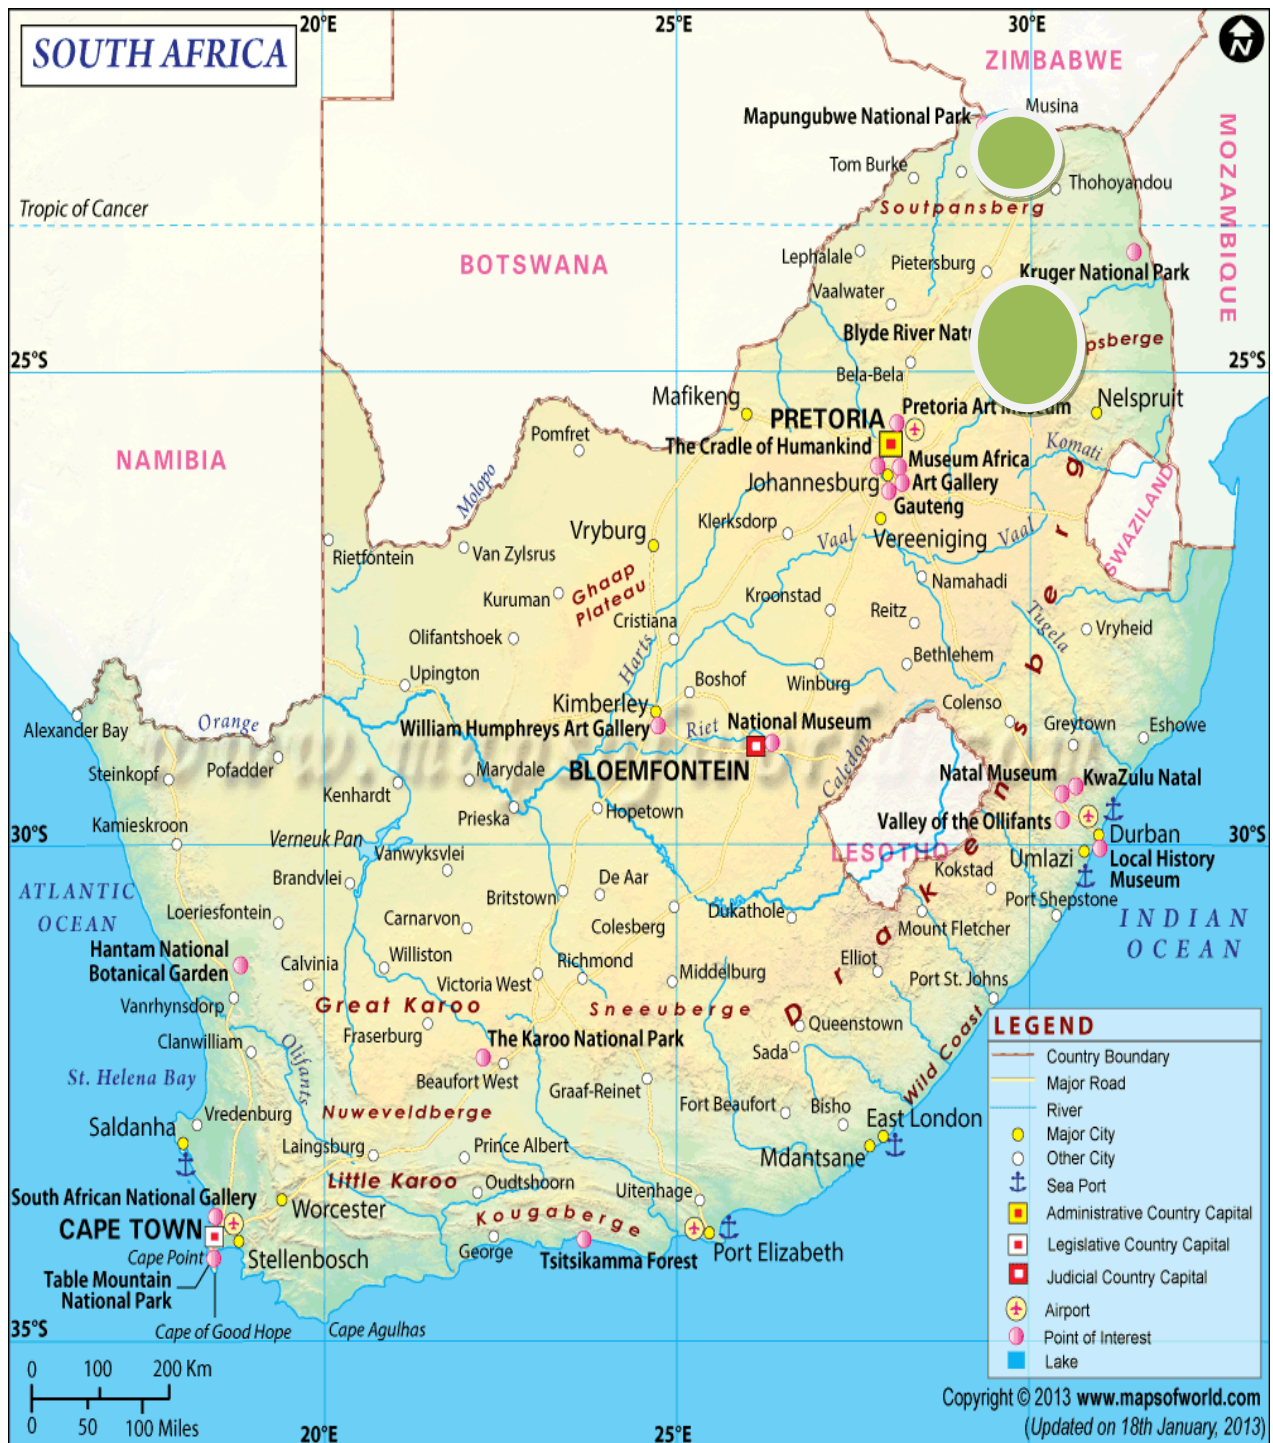 20°E
25°E
30°E
SOUTH AFRICA
N
ZIMBABWE
Musina
Mapungubwe National Park
MOZAMBIQUE
Tom Burke
Thohoyandou
Tropic of Cancer
Soutpansberg
BOTSWANA
Lephalale
Pietersburg
Kruger National Park
Vaalwater
Blyde River
psberge
25°S
25°S
Bela-Bela
Mafikeng
Nelspruit
PRETORIA
Pretoria Art Museum
Pomfret
The Cradle of Humankind
Komati
NAMIBIA
Museum Africa
Molopo
Johannesburg
Art Gallery
Gauteng
SWAZILAND
Klerksdorp
Vryburg
Vaal
Vereeniging
Vaal
Rietfontein
Van Zylsrus
Ghaap
Plateau
Namahadi
Kuruman
Kroonstad
Reitz
Cristiana
Tugela
Vryheid
Olifantshoek
Harts
Bethlehem
Upington
Boshof
Winburg
Drakensberg
Kimberley
Colenso
Alexander Bay
Orange
William Humphreys Art Gallery
Riet
National Museum
Greytown
Eshowe
Caledon
Steinkopf
Pofadder
Marydale
BLOEMFONTEIN
Natal Museum
KwaZulu Natal
Kenhardt
Prieska
Hopetown
Kamieskroon
Valley of the Ollifants
Verneuk Pan
Durban
30°S
30°S
Vanwyksvlei
LESOTHO
Umlazi
Local History
Museum
Kokstad
Brandvlei
De Aar
ATLANTIC
OCEAN
Britstown
Port Shepstone
Loeriesfontein
Carnarvon
Dukathole
Colesberg
Mount Fletcher
INDIAN
OCEAN
Hantam National
Botanical Garden
Williston
Calvinia
Richmond
Elliot
Victoria West
Middelburg
Port St. Johns
Vanrhynsdorp
Great Karoo
Sneeuberge
Fraserburg
Queenstown
Clanwilliam
Olifants
The Karoo National Park
Sada
Wild Coast
St. Helena Bay
Beaufort West
Graaf-Reinet
Vredenburg
Nuweveldberge
Fort Beaufort
Bisho
East London
Saldanha
Laingsburg
Prince Albert
Mdantsane
Little Karoo
Oudtshoorn
Uitenhage
South African National Gallery
Worcester
Kougaberge
CAPE TOWN
Cape Point
Stellenbosch
George
Tsitsikamma Forest
Port Elizabeth
Table Mountain
National Park
Cape of Good Hope
Cape Agulhas
35°S
LEGEND
Country Boundary
Major Road
River
Major City
Other City
Sea Port
Administrative Country Capital
Legislative Country Capital
Judicial Country Capital
Airport
Point of Interest
Lake
0 100 200 Km
0 50 100 Miles
Copyright © 2013 www.mapsofworld.com
(Updated on 18th January, 2013)
20°E
25°E